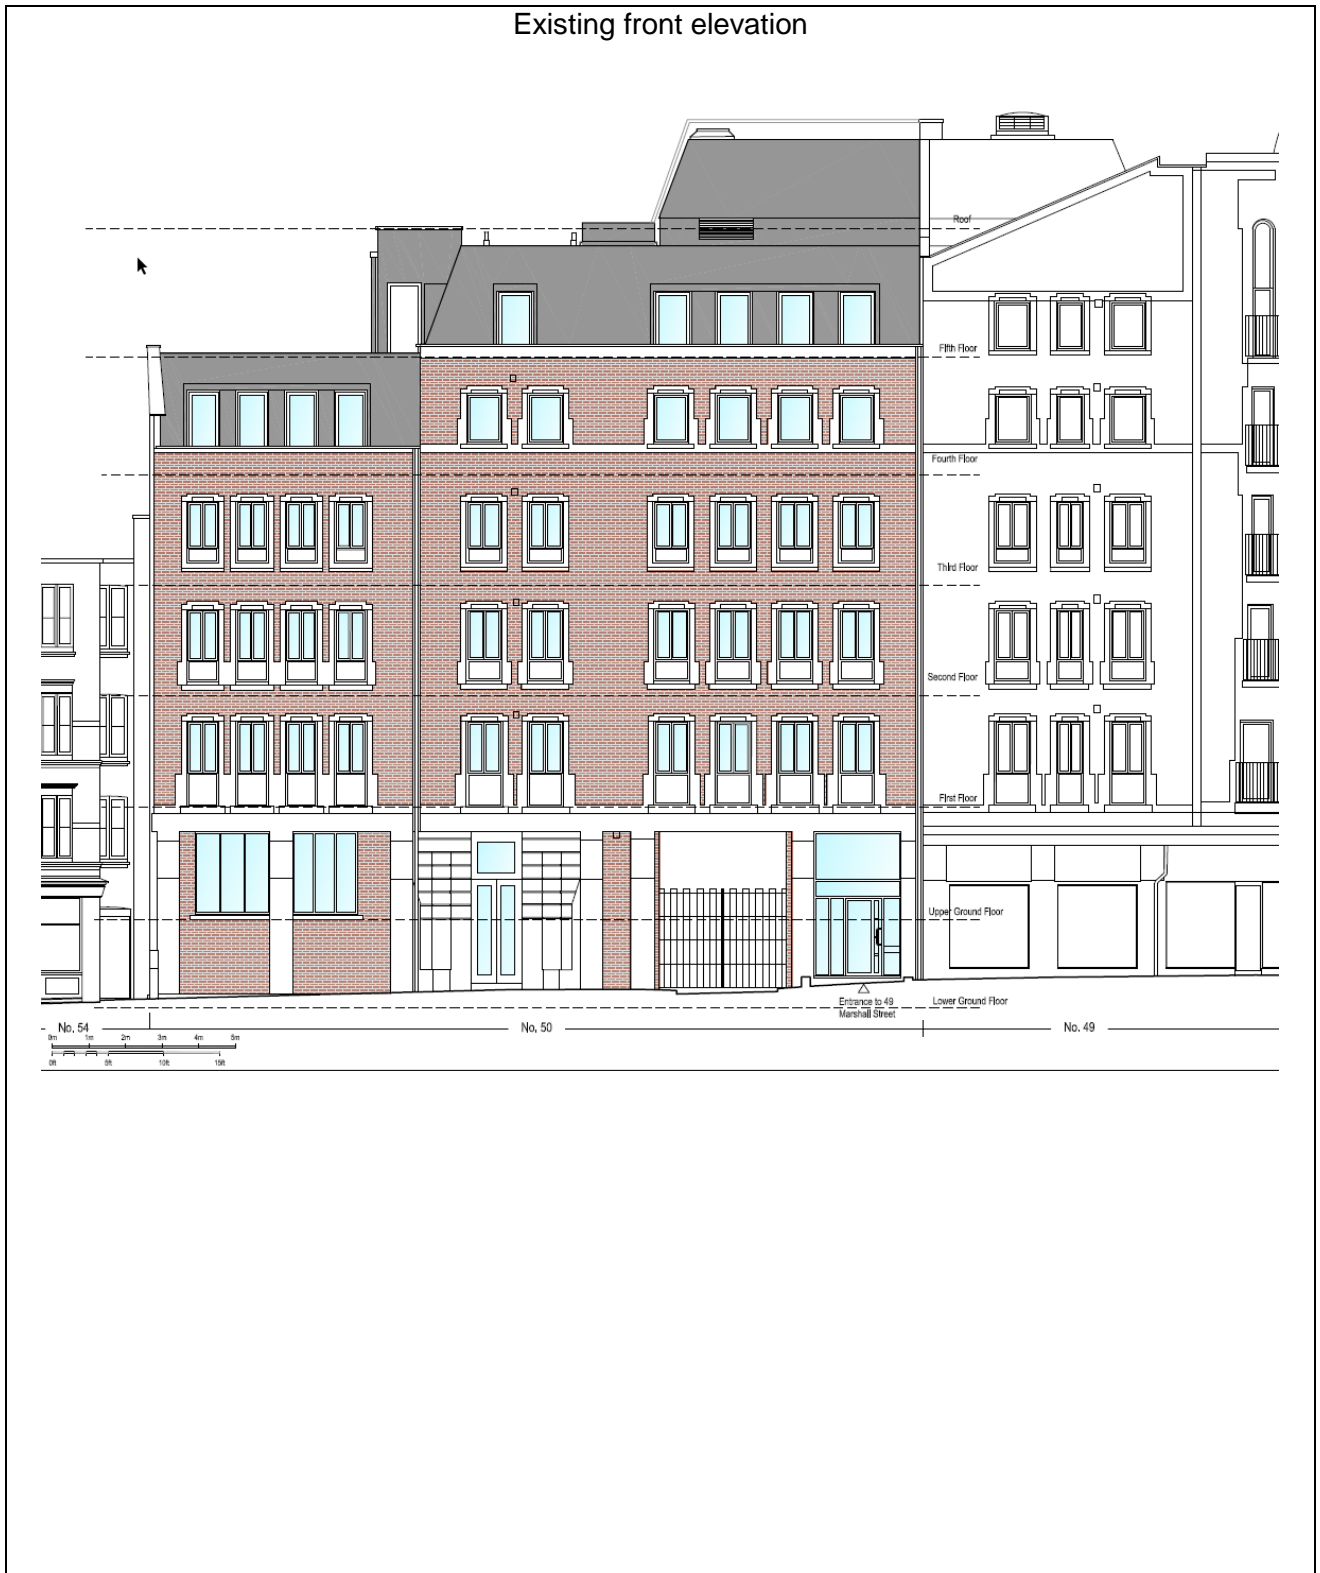 Existing front elevation
Roof
Fifth Floor
Fourth Floor
Third Floor
Second Floor
First Floor
Upper Ground Floor
Entrance to 49
Marshall Street
Lower Ground Floor
No. 54
No. 50
No. 49
0m 1m 2m 3m 4m 5m
0ft 5ft 10ft 15ft